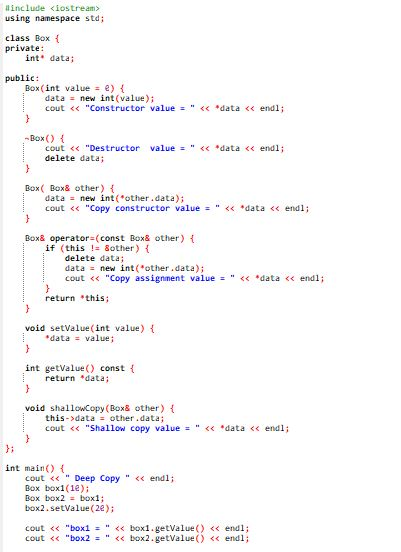 #include <iostream>
using namespace std;
class Box {
private:
int* data;
public:
Box(int value = 0) {
data = new int(value);
cout << "Constructor value = " << *data << endl;
}
~Box() {
cout << "Destructor  value = " << *data << endl;
delete data;
}
Box( Box& other) {
data = new int(*other.data);
cout << "Copy constructor value = " << *data << endl;
}
Box& operator=(const Box& other) {
if (this != &other) {
delete data;
data = new int(*other.data);
cout << "Copy assignment value = " << *data << endl;
}
return *this;
}
void setValue(int value) {
*data = value;
}
int getValue() const {
return *data;
}
void shallowCopy(Box& other) {
this->data = other.data;
cout << "Shallow copy value = " << *data << endl;
}
};
int main() {
cout << " Deep Copy " << endl;
Box box1(10);
Box box2 = box1;
box2.setValue(20);
cout << "box1 = " << box1.getValue() << endl;
cout << "box2 = " << box2.getValue() << endl;